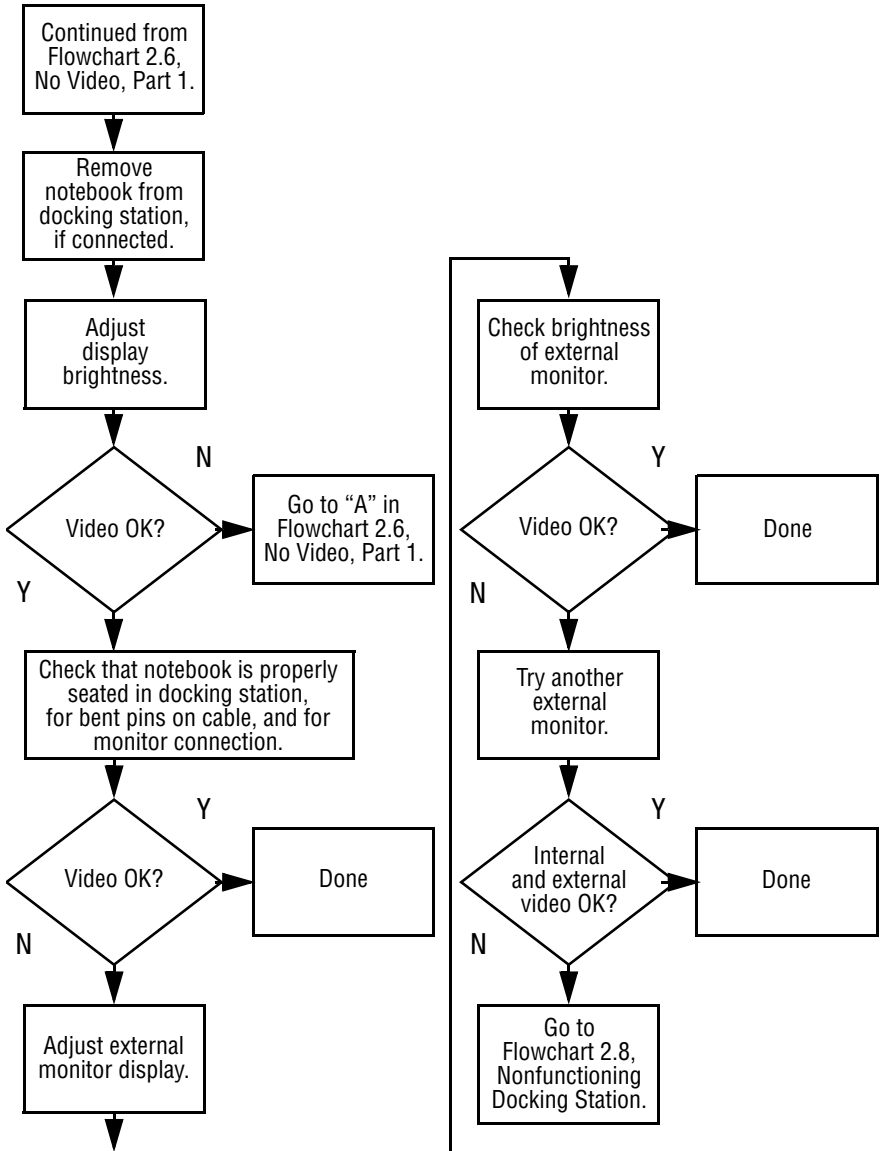 Continued from
Flowchart 2.6,
No Video, Part 1.
Remove
notebook from
docking station,
if connected.
Adjust
display
brightness.
N
Video OK?
Go to “A” in
Flowchart 2.6,
No Video, Part 1.
Y
Check that notebook is properly
seated in docking station,
for bent pins on cable, and for
monitor connection.
Y
Video OK?
Done
N
Adjust external
monitor display.
Check brightness
of external
monitor.
Y
Video OK?
Done
N
Try another
external
monitor.
Y
Internal
and external
video OK?
Done
N
Go to
Flowchart 2.8,
Nonfunctioning
Docking Station.